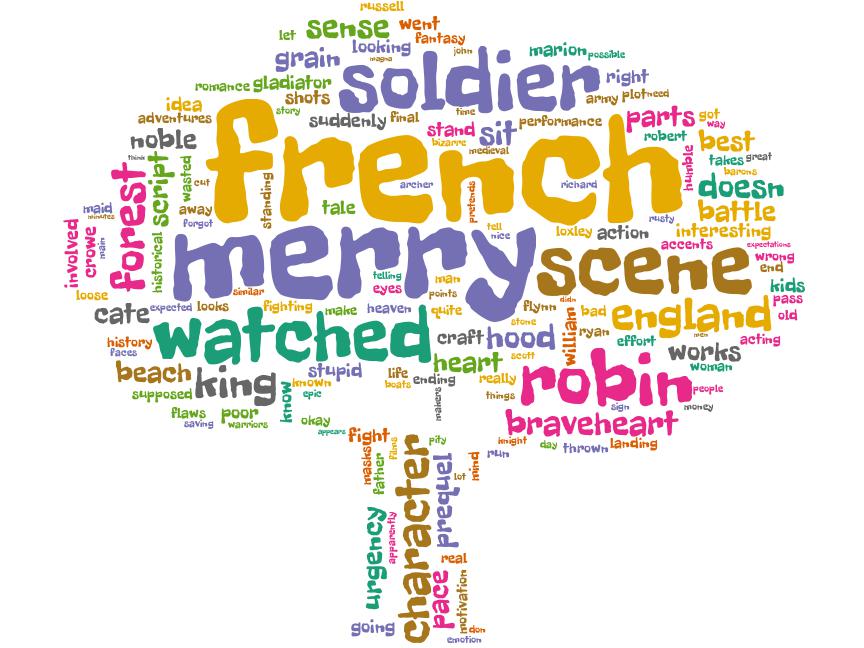 russell
let sense went
fantasy
grain looking john marion possible
magna
romance gladiator soldier right
idea shots army plot need
story
adventures suddenly final time performance parts got
way
noble stand sit robert best
bizarre
medieval
think takes great
french
forest script wasted cut standing archer richard humble barons
pretends
doesn
maid away tale rusty battle
minutes
forgot tell loxley action interesting
nice
involved crowe main historical merry scene accents expectations
wrong
telling end
eyes man kids
loose similar points pass
cate expected looks fighting make heaven quite flynn didn bad england old
stone
history watched craft hood william ryan effort men acting
faces
heart scott works
woman
beach king stupid life ending really robin people
boats
supposed know known things
epic
makers sign money
flaws poor okay braveheart
saving warriors
appears fight pity knight day thrown landing
masks films father character prequel lot mind run
urgency apparently
real
pace motivation
going don
emotion